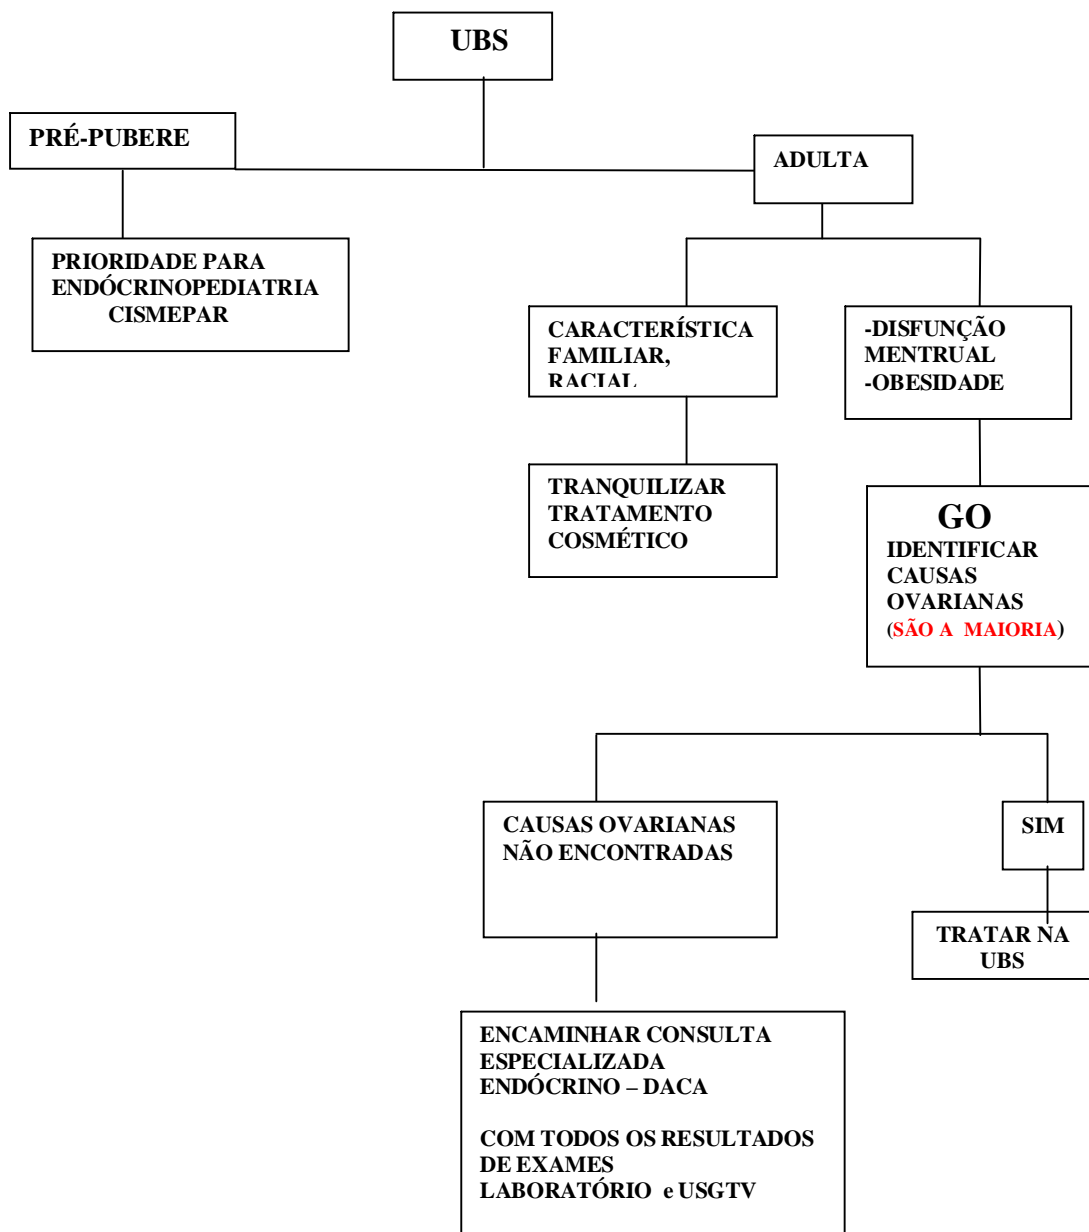 UBS
PRÉ-PUBERE
ADULTA
PRIORIDADE PARA
ENDÓCRINOPEDIATRIA
CISMEPAR
CARACTERÍSTICA
FAMILIAR,
RACIAL
-DISFUNÇÃO
MENTRUAL
-OBESIDADE
TRANQUILIZAR
TRATAMENTO
COSMÉTICO
GO
IDENTIFICAR
CAUSAS
OVARIANAS
(SÃO A MAIORIA)
CAUSAS OVARIANAS
NÃO ENCONTRADAS
SIM
TRATAR NA
UBS
ENCAMINHAR CONSULTA
ESPECIALIZADA
ENDÓCRINO – DACA
COM TODOS OS RESULTADOS
DE EXAMES
LABORATÓRIO e USGTV